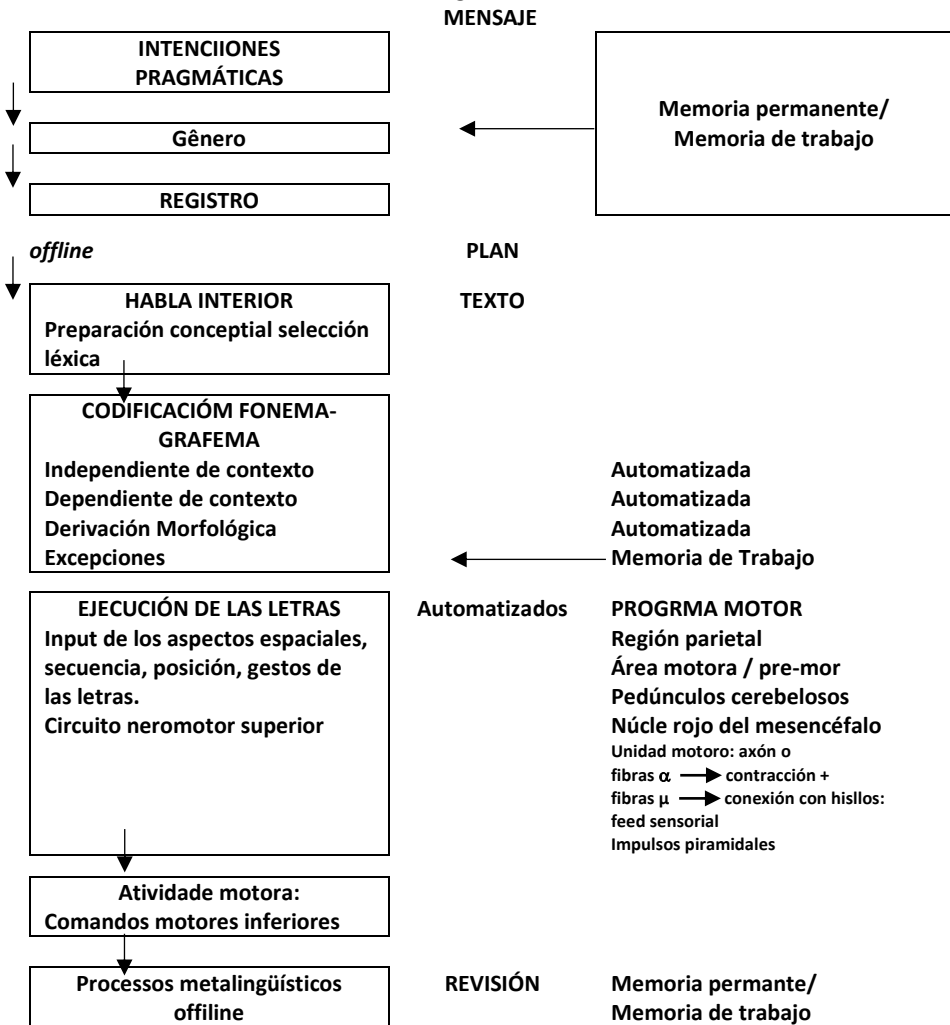 MENSAJE
INTENCIIONES
PRAGMÁTICAS
Memoria permanente/
Memoria de trabajo
Gênero
REGISTRO
offline PLAN
HABLA INTERIOR TEXTO
Preparación conceptial selección
léxica
CODIFICACIÓM FONEMA-
GRAFEMA
Independiente de contexto Automatizada
Dependiente de contexto Automatizada
Derivación Morfológica Automatizada
Excepciones Memoria de Trabajo
EJECUCIÓN DE LAS LETRAS Automatizados PROGRMA MOTOR
Input de los aspectos espaciales, Región parietal
secuencia, posición, gestos de Área motora / pre-mor
las letras. Pedúnculos cerebelosos
Circuito neromotor superior Núcle rojo del mesencéfalo
Unidad motoro: axón o
fibras α contracción +
fibras µ conexión con hisllos:
feed sensorial
Impulsos piramidales
Atividade motora:
Comandos motores inferiores
Processos metalingüísticos REVISIÓN Memoria permante/
offiline Memoria de trabajo